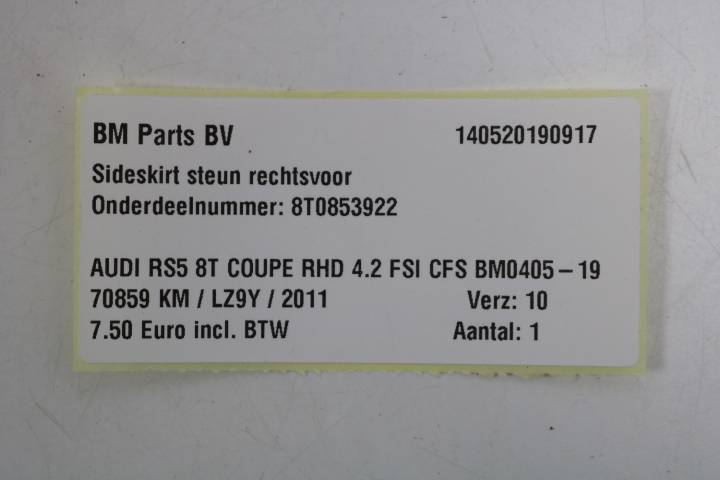 BM Parts BV 140520190917
Sideskirt steun rechtsvoor
Onderdeelnummer: 8T0853922
AUDI RS5 8T COUPE RHD 4.2 FSI CFS BM0405-19
70859 KM / LZ9Y / 2011 Verz: 10
7.50 Euro incl. BTW Aantal: 1